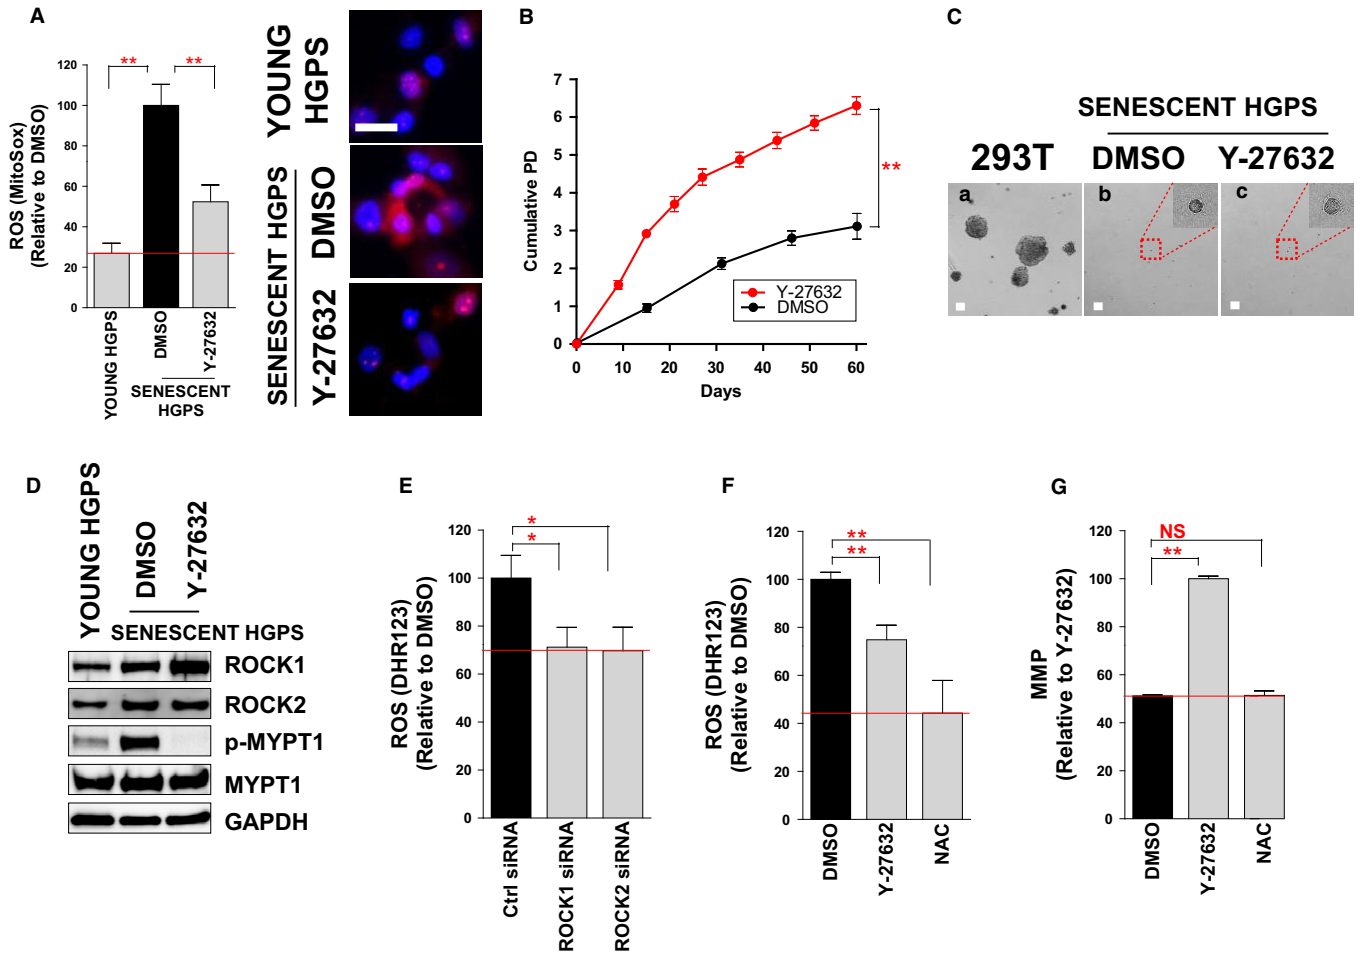 A
ROS (MitoSox)
(Relative to DMSO)
120
100
80
60
40
20
0
**
**
YOUNG HGPS
DMSO
Y-27632
SENESCENT
HGPS
YOUNG
HGPS
SENESCENT HGPS
DMSO
Y-27632
B
Cumulative PD
7
6
5
4
3
2
1
0
0 10 20 30 40 50 60
Days
Y-27632
DMSO
**
C
SENESCENT HGPS
293T DMSO Y-27632
a b c
D
YOUNG HGPS
DMSO
Y-27632
SENESCENT HGPS
ROCK1
ROCK2
p-MYPT1
MYPT1
GAPDH
E
ROS (DHR123)
(Relative to DMSO)
120
100
80
60
40
20
0
*
*
Ctrl siRNA
ROCK1 siRNA
ROCK2 siRNA
F
ROS (DHR123)
(Relative to DMSO)
120
100
80
60
40
20
0
**
**
DMSO
Y-27632
NAC
G
MMP
(Relative to Y-27632)
120
100
80
60
40
20
0
NS
**
DMSO
Y-27632
NAC